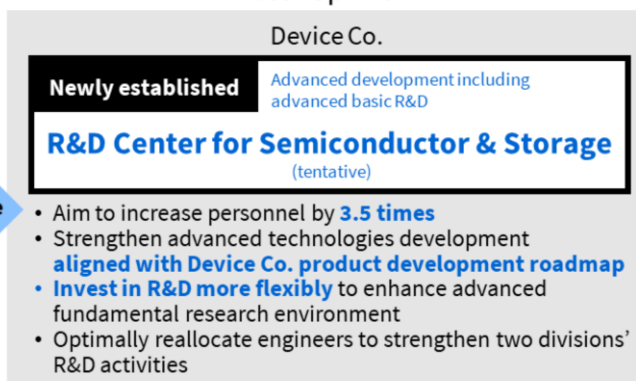 Device Co.
Newly established
Advanced development including
advanced basic R&D
R&D Center for Semiconductor & Storage
(tentative)
• Aim to increase personnel by 3.5 times
• Strengthen advanced technologies development
aligned with Device Co. product development roadmap
• Invest in R&D more flexibly to enhance advanced
fundamental research environment
• Optimally reallocate engineers to strengthen two divisions’
R&D activities